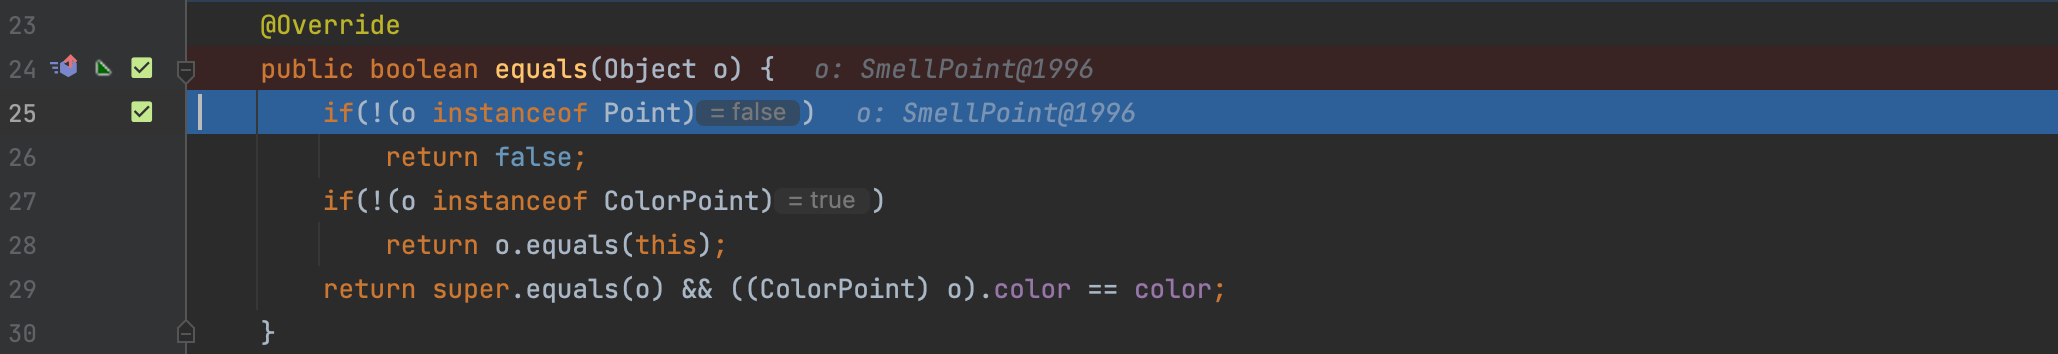 23 @Override
24 public boolean equals(Object o) { o: SmellPoint@1996
25 if(!(o instanceof Point) = false ) o: SmellPoint@1996
26 return false;
27 if(!(o instanceof ColorPoint) = true )
28 return o.equals(this);
29 return super.equals(o) && ((ColorPoint) o).color == color;
30 }